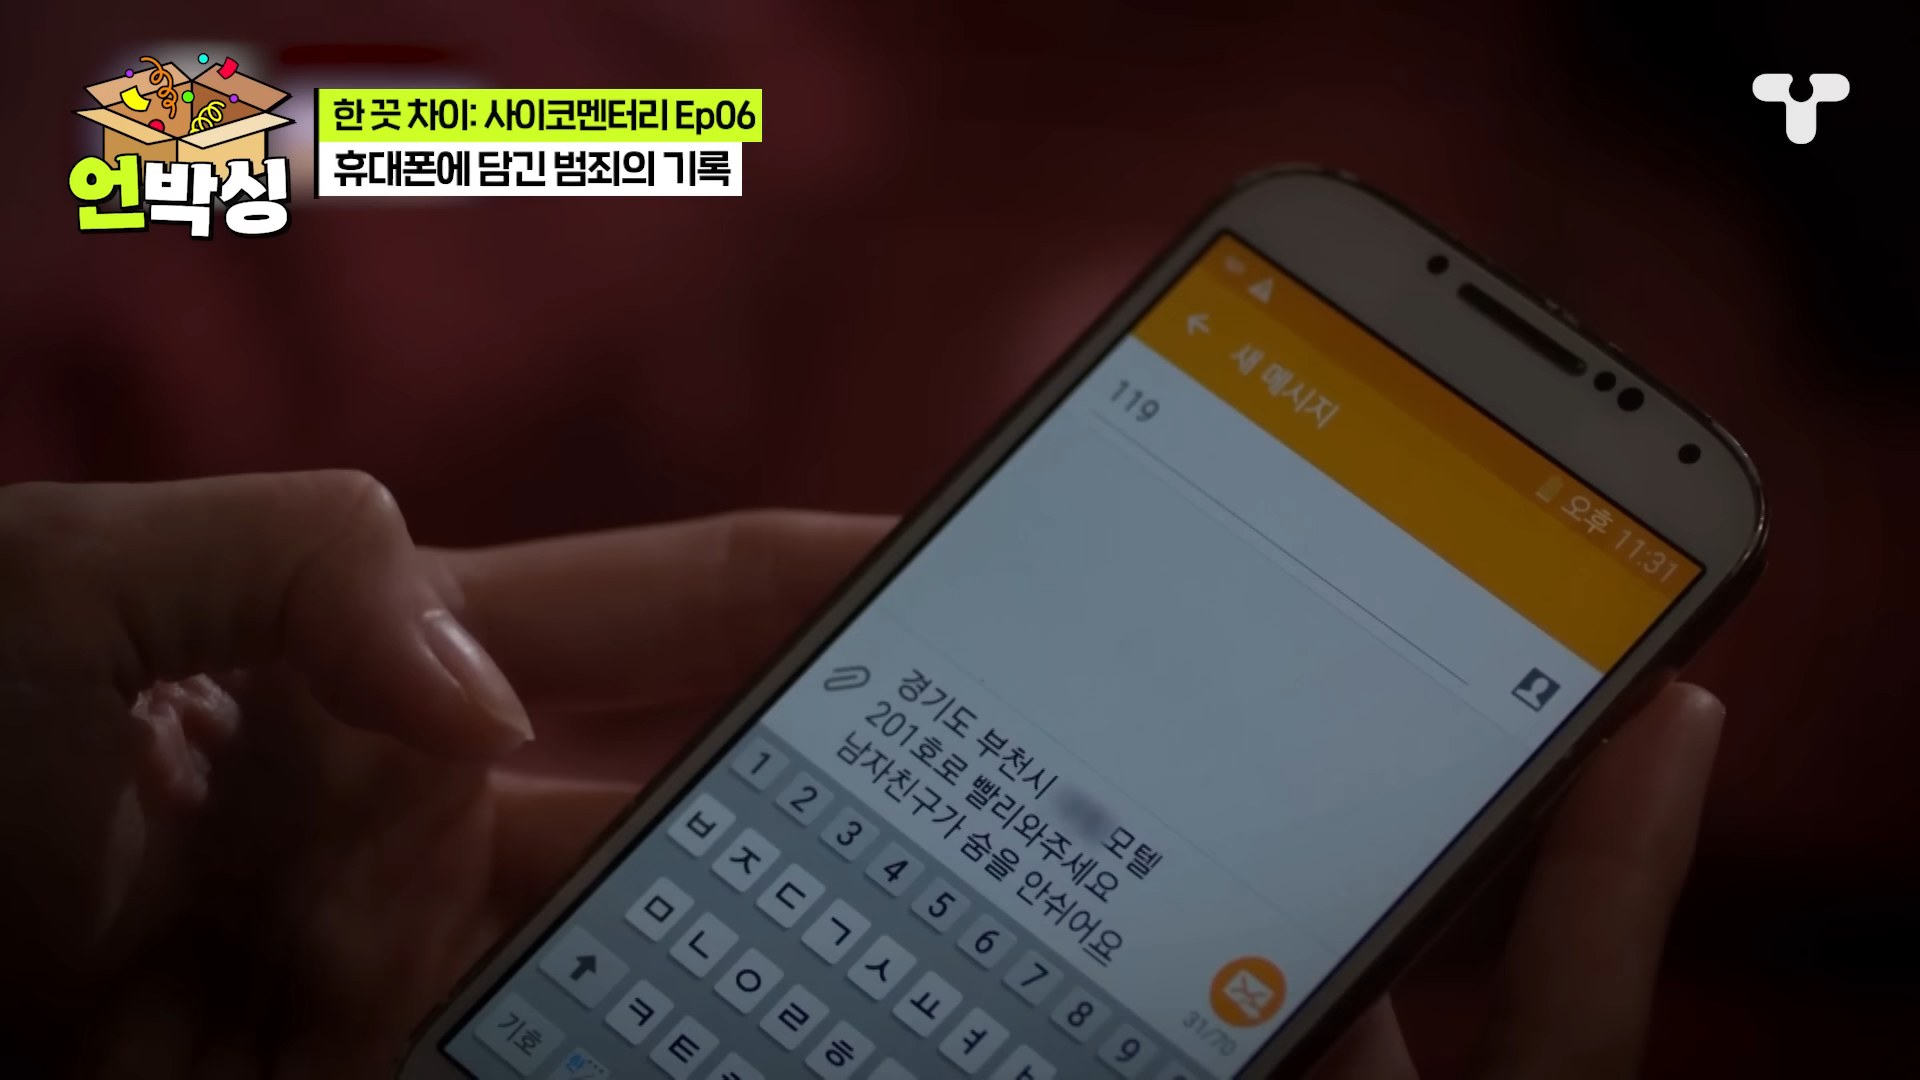 언박싱
한 끗 차이: 사이코멘터리 Ep06
휴대폰에 담긴 범죄의 기록
오후 11:31
새 메시지
119
경기도 부천시 모텔
201호로 빨리와주세요
남자친구가 숨을 안쉬어요
31/70
1 2 3 4 5 6 7 8 9
ㅂ ㅈ ㄷ ㄱ ㅅ ㅛ ㅕ
ㅁ ㄴ ㅇ ㄹ ㅎ
ㅋ ㅌ
기호